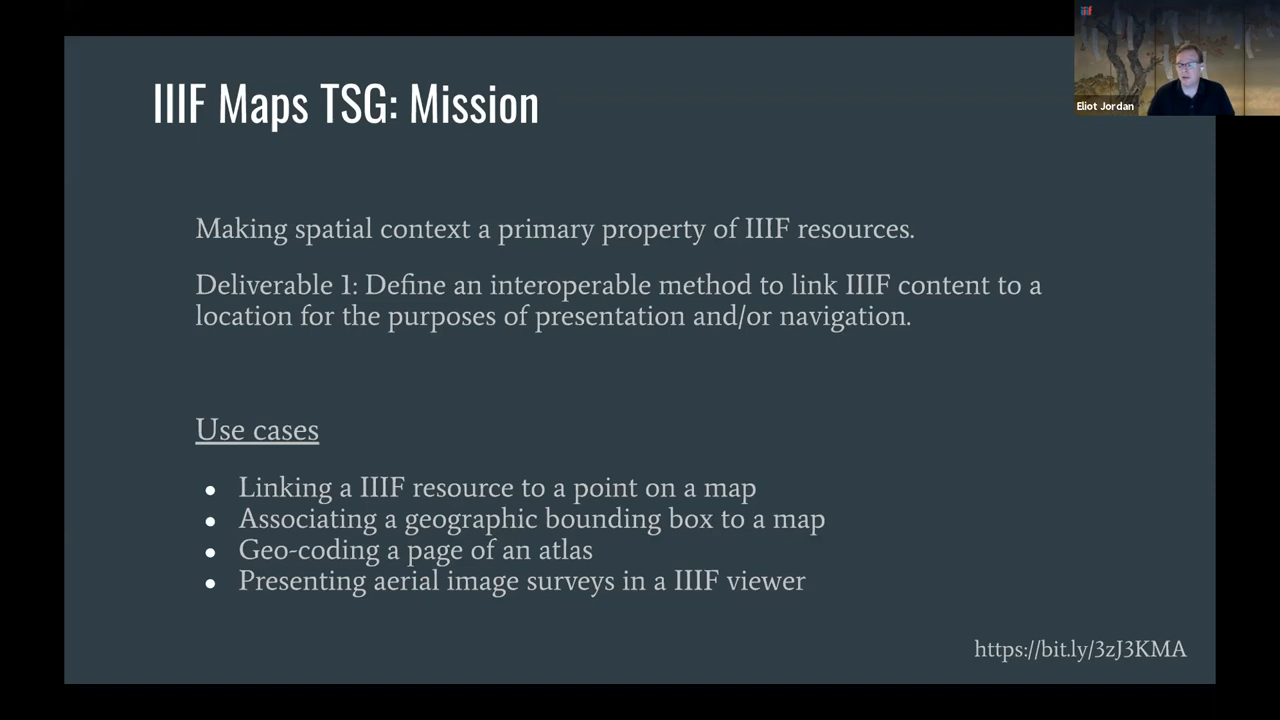 IIIF Maps TSG: Mission
iiif
Eliot Jordan
Making spatial context a primary property of IIIF resources.
Deliverable 1: Define an interoperable method to link IIIF content to a
location for the purposes of presentation and/or navigation.
Use cases
● Linking a IIIF resource to a point on a map
● Associating a geographic bounding box to a map
● Geo-coding a page of an atlas
● Presenting aerial image surveys in a IIIF viewer
https://bit.ly/3zJ3KMA